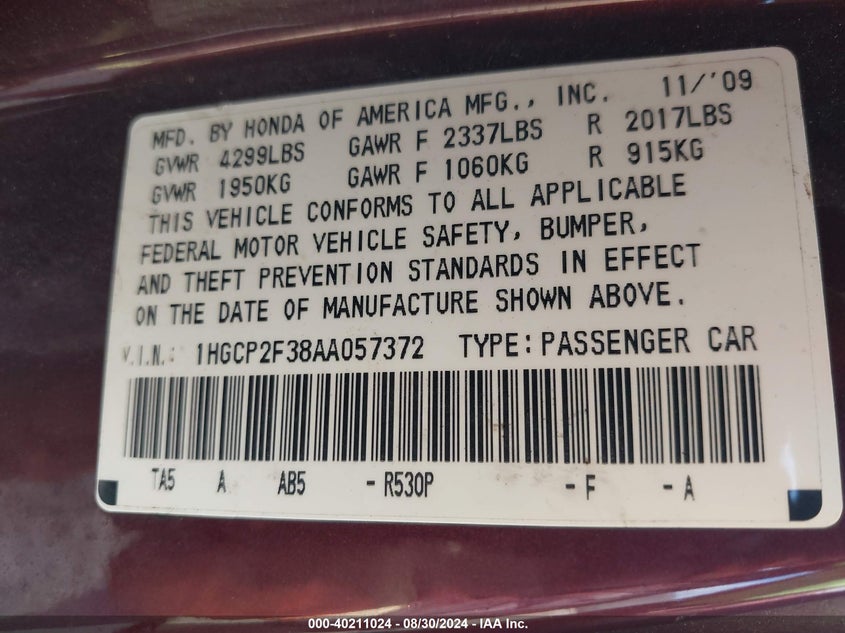 MFD. BY HONDA OF AMERICA MFG., INC. 11/'09
GVWR 4299LBS GAWR F 2337LBS R 2017LBS
GVWR 1950KG GAWR F 1060KG R 915KG
THIS VEHICLE CONFORMS TO ALL APPLICABLE
FEDERAL MOTOR VEHICLE SAFETY, BUMPER,
AND THEFT PREVENTION STANDARDS IN EFFECT
ON THE DATE OF MANUFACTURE SHOWN ABOVE.
V.I.N.: 1HGCP2F38AA057372 TYPE: PASSENGER CAR
TA5 A AB5 - R530P - F - A
000-40211024 - 08/30/2024 - IAA Inc.